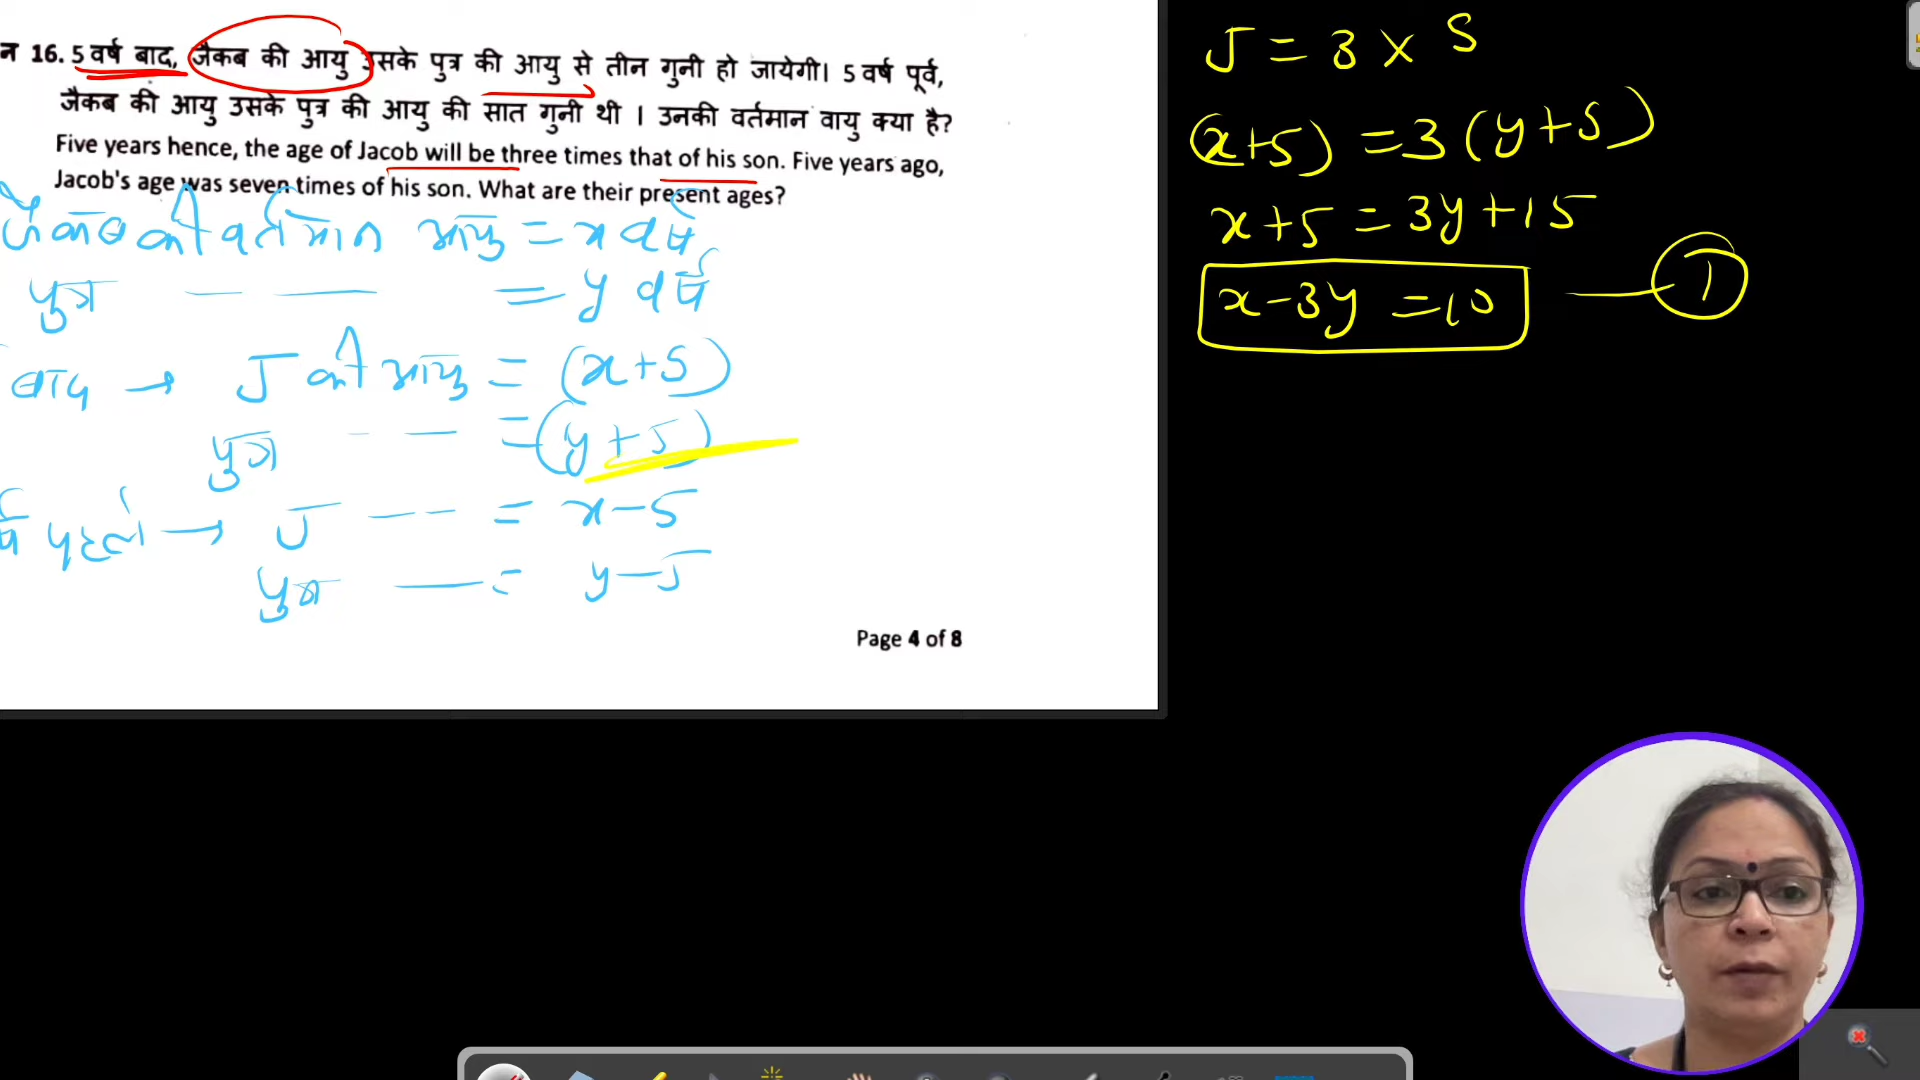 न 16. 5 वर्ष बाद, जैकब की आयु उसके पुत्र की आयु से तीन गुनी हो जायेगी। 5 वर्ष पूर्व,
जैकब की आयु उसके पुत्र की आयु की सात गुनी थी । उनकी वर्तमान वायु क्या है?
Five years hence, the age of Jacob will be three times that of his son. Five years ago,
Jacob's age was seven times of his son. What are their present ages?
जैकब की वर्तमान आयु = x वर्ष
पुत्र — — = y वर्ष
बाद → J की आयु = (x+5)
पुत्र - — = (y+5)
पहले → J — - - = x-5
पुत्र — = y-5
Page 4 of 8
J = 3 × S
(x+5) = 3(y+5)
x+5 = 3y+15
x-3y = 10 — 1